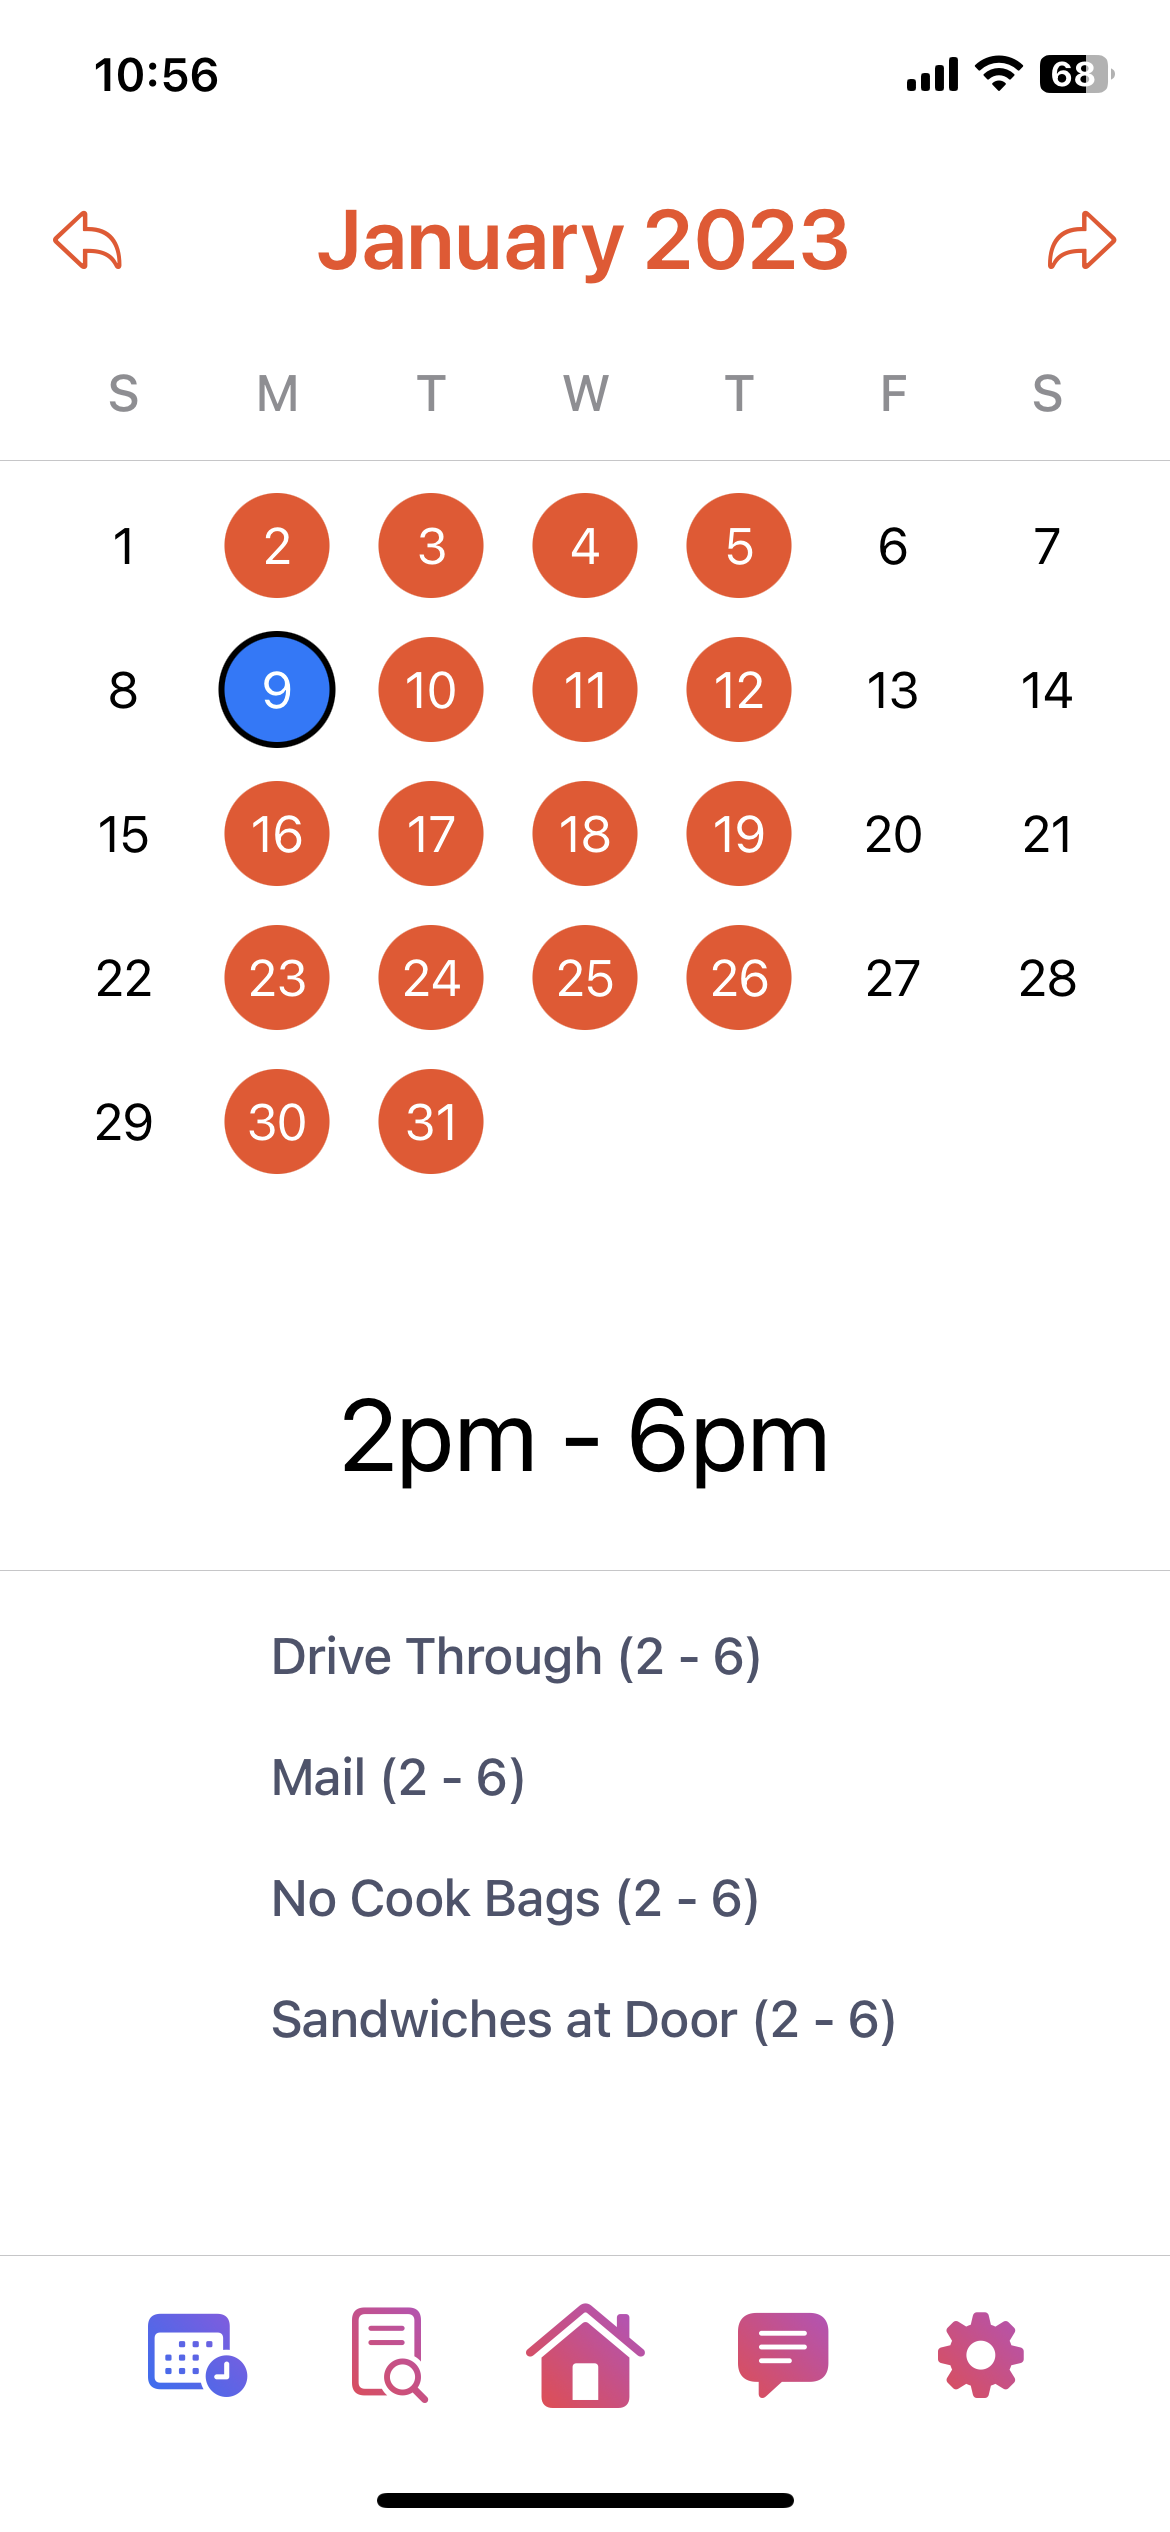 10:56 68
January 2023
S M T W T F S
1 2 3 4 5 6 7
8 9 10 11 12 13 14
15 16 17 18 19 20 21
22 23 24 25 26 27 28
29 30 31
2pm - 6pm
Drive Through (2 - 6)
Mail (2 - 6)
No Cook Bags (2 - 6)
Sandwiches at Door (2 - 6)